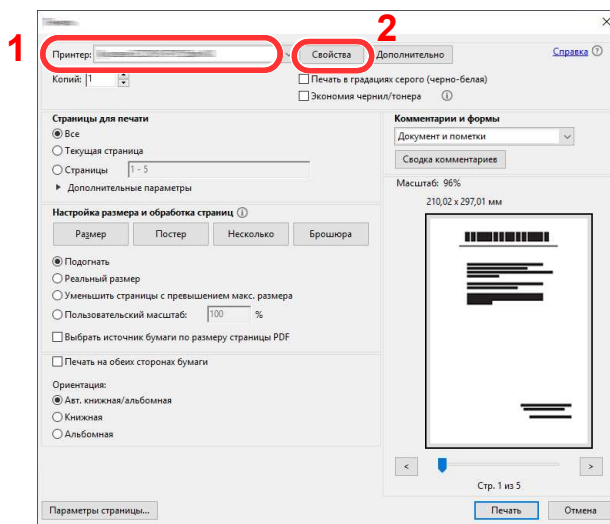 1
2
Принтер:
Свойства
Дополнительно
Справка
Копий: 1
Печать в градациях серого (черно-белая)
Экономия чернил/тонера
Страницы для печати
Все
Текущая страница
Страницы 1 - 5
Дополнительные параметры
Настройка размера и обработка страниц
Размер
Постер
Несколько
Брошюра
Подогнать
Реальный размер
Уменьшить страницы с превышением макс. размера
Пользовательский масштаб: 100 %
Выбрать источник бумаги по размеру страницы PDF
Печать на обеих сторонах бумаги
Ориентация:
Авт. книжная/альбомная
Книжная
Альбомная
Комментарии и формы
Документ и пометки
Сводка комментариев
Масштаб: 96%
210,02 x 297,01 мм
<
>
Стр. 1 из 5
Параметры страницы...
Печать
Отмена